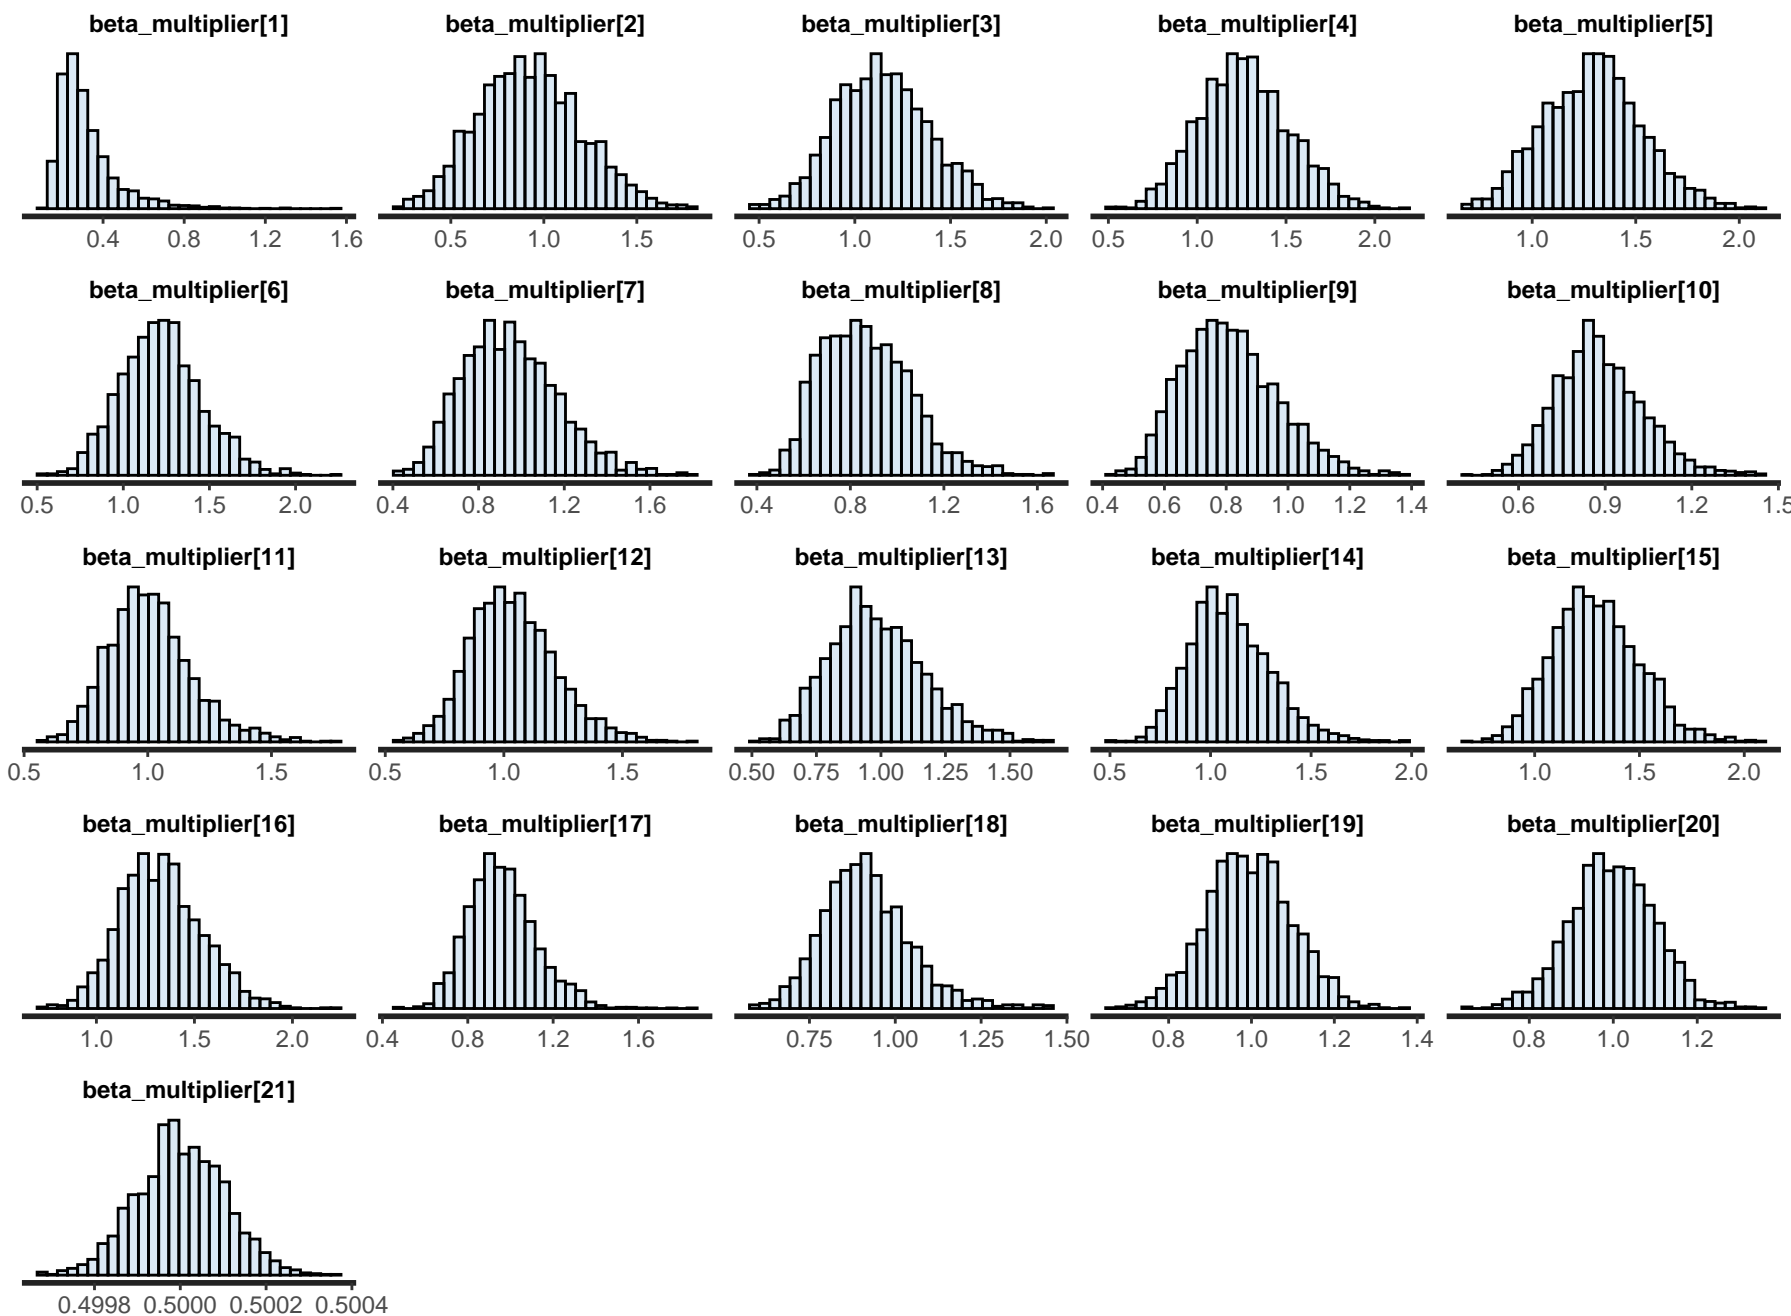 beta_multiplier[1] beta_multiplier[2] beta_multiplier[3] beta_multiplier[4] beta_multiplier[5]
0.4 0.8 1.2 1.6 0.5 1.0 1.5 0.5 1.0 1.5 2.0 0.5 1.0 1.5 2.0 1.0 1.5 2.0
beta_multiplier[6] beta_multiplier[7] beta_multiplier[8] beta_multiplier[9] beta_multiplier[10]
0.5 1.0 1.5 2.0 0.4 0.8 1.2 1.6 0.4 0.8 1.2 1.6 0.4 0.6 0.8 1.0 1.2 1.4 0.6 0.9 1.2 1.5
beta_multiplier[11] beta_multiplier[12] beta_multiplier[13] beta_multiplier[14] beta_multiplier[15]
0.5 1.0 1.5 0.5 1.0 1.5 0.50 0.75 1.00 1.25 1.50 0.5 1.0 1.5 2.0 1.0 1.5 2.0
beta_multiplier[16] beta_multiplier[17] beta_multiplier[18] beta_multiplier[19] beta_multiplier[20]
1.0 1.5 2.0 0.4 0.8 1.2 1.6 0.75 1.00 1.25 1.50 0.8 1.0 1.2 1.4 0.8 1.0 1.2
beta_multiplier[21]
0.4998 0.5000 0.5002 0.5004